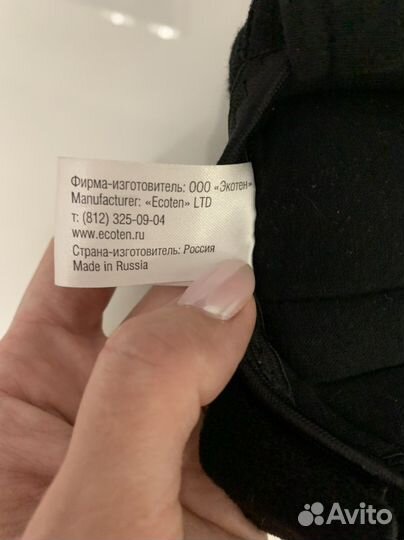 Фирма-изготовитель: ООО «Экотен»
Manufacturer: «Ecoten» LTD
т: (812) 325-09-04
www.ecoten.ru
Страна-изготовитель: Россия
Made in Russia
Avito